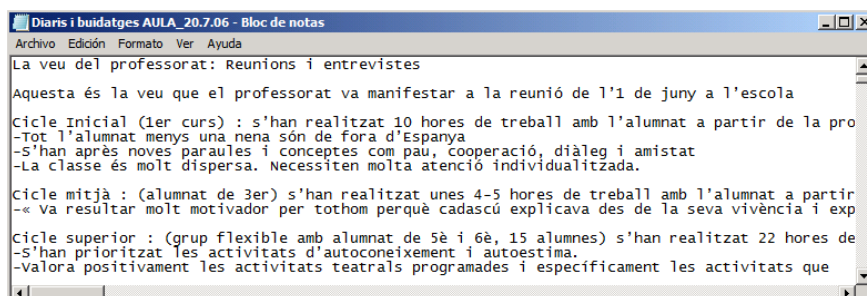 Diaris i buidatges AULA_20.7.06 - Bloc de notas
Archivo Edición Formato Ver Ayuda
La veu del professorat: Reunions i entrevistes
Aquesta és la veu que el professorat va manifestar a la reunió de l'1 de juny a l'escola
Cicle Inicial (1er curs) : s'han realitzat 10 hores de treball amb l'alumnat a partir de la pro
-Tot l'alumnat menys una nena són de fora d'Espanya
-S'han après noves paraules i conceptes com pau, cooperació, diàleg i amistat
-La classe és molt dispersa. Necessiten molta atenció individualitzada.
Cicle mitjà : (alumnat de 3er) s'han realitzat unes 4-5 hores de treball amb l'alumnat a partir
-« Va resultar molt motivador per tothom perquè cadascú explicava des de la seva vivència i exp
Cicle superior : (grup flexible amb alumnat de 5è i 6è, 15 alumnes) s'han realitzat 22 hores de
-S'han prioritzat les activitats d'autoconeixement i autoestima.
-Valora positivament les activitats teatrals programades i específicament les activitats que